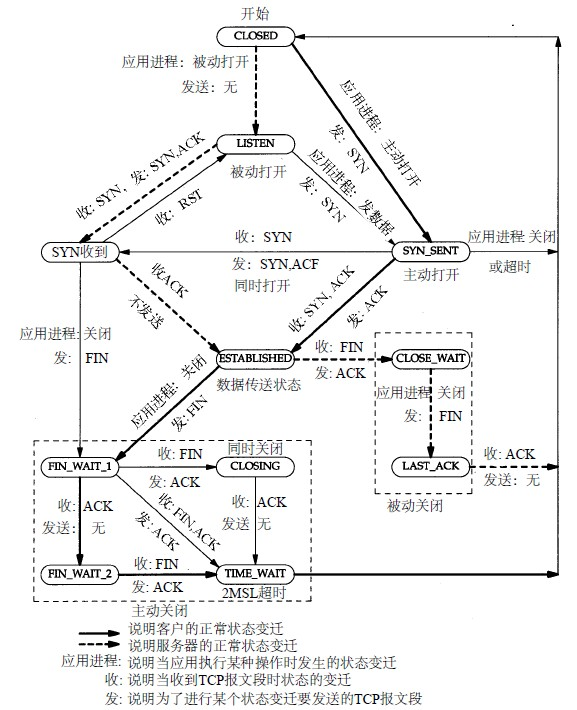 开始
CLOSED
应用进程：被动打开
发送：无
应用进程：主动打开
发：SYN
LISTEN
被动打开
收：SYN，发：SYN,ACK
收：RST
应用进程：发数据
发：SYN
SYN收到
收：SYN
发：SYN,ACF
同时打开
SYN_SENT
主动打开
应用进程 关闭
或超时
收ACK
不发送
收：SYN, ACK
发：ACK
应用进程：关闭
发：FIN
ESTABLISHED
数据传送状态
收：FIN
发：ACK
CLOSE_WAIT
应用进程 关闭
发： FIN
应用进程：关闭
发：FIN
LAST_ACK
收：ACK
发送：无
被动关闭
FIN_WAIT_1
收：FIN
发：ACK
同时关闭
CLOSING
收：ACK
发送： 无
收：FIN,ACK
发：ACK
收：ACK
发送 无
FIN_WAIT_2
收：FIN
发：ACK
TIME_WAIT
2MSL超时
主动关闭
说明客户的正常状态变迁
说明服务器的正常状态变迁
应用进程：说明当应用执行某种操作时发生的状态变迁
收：说明当收到TCP报文段时状态的变迁
发：说明为了进行某个状态变迁要发送的TCP报文段